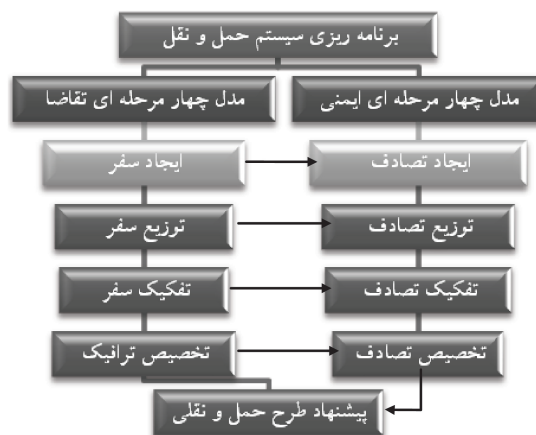 برنامه ریزی سیستم حمل و نقل
مدل چهار مرحله ای ایمنی
مدل چهار مرحله ای تقاضا
ایجاد تصادف
ایجاد سفر
توزیع تصادف
توزیع سفر
تفکیک تصادف
تفکیک سفر
تخصیص تصادف
تخصیص ترافیک
پیشنهاد طرح حمل و نقلی